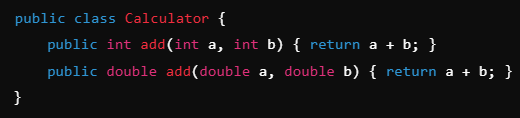 public class Calculator {
    public int add(int a, int b) { return a + b; }
    public double add(double a, double b) { return a + b; }
}